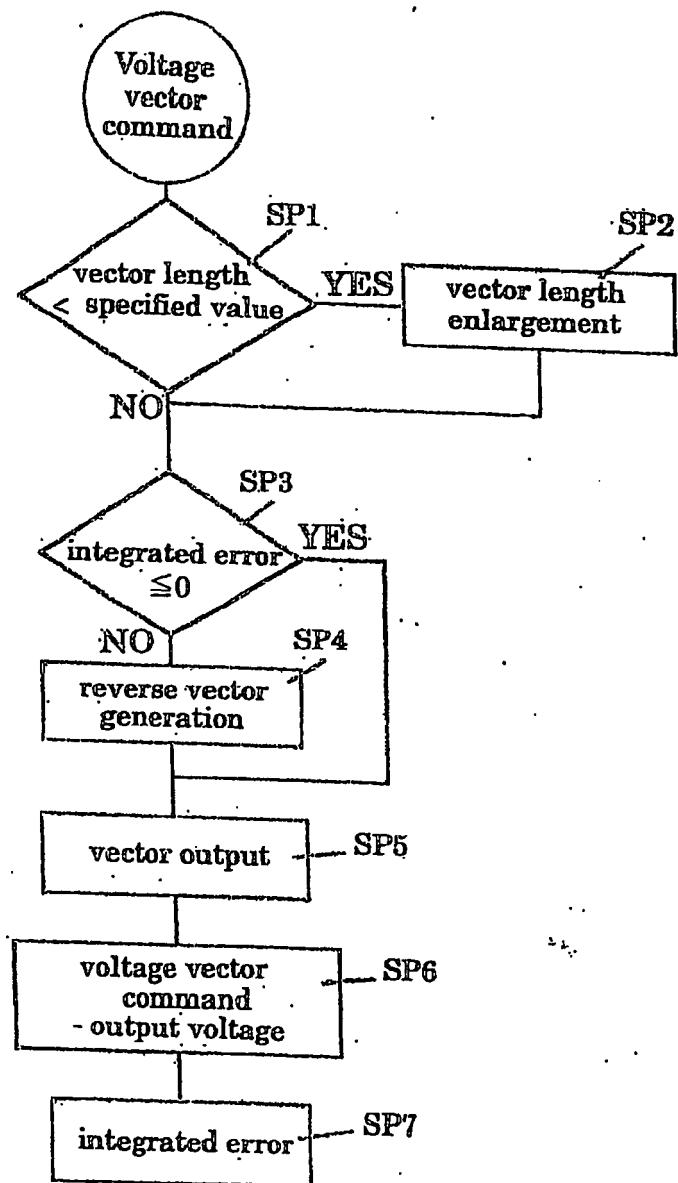 Voltage
vector
command
SP1
vector length
< specified value
YES
SP2
vector length
enlargement
NO
SP3
integrated error
≦0
YES
NO
SP4
reverse vector
generation
vector output
SP5
voltage vector
command
- output voltage
SP6
integrated error
SP7